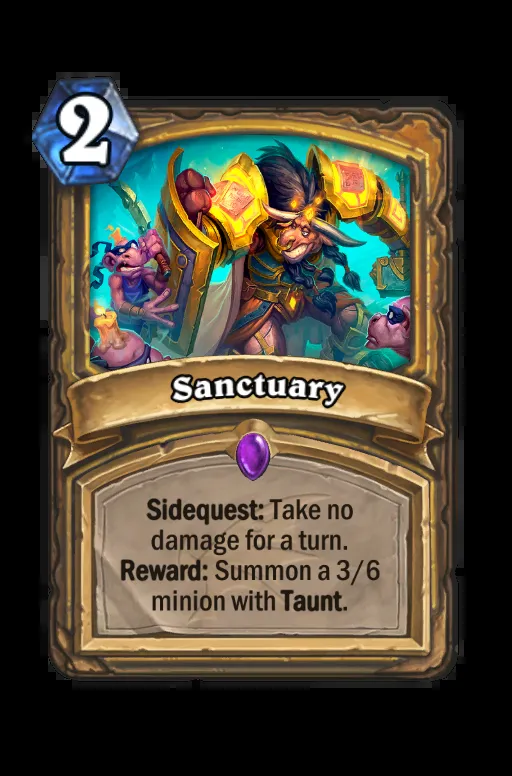 2
Sanctuary
Sidequest: Take no
damage for a turn.
Reward: Summon a 3/6
minion with Taunt.